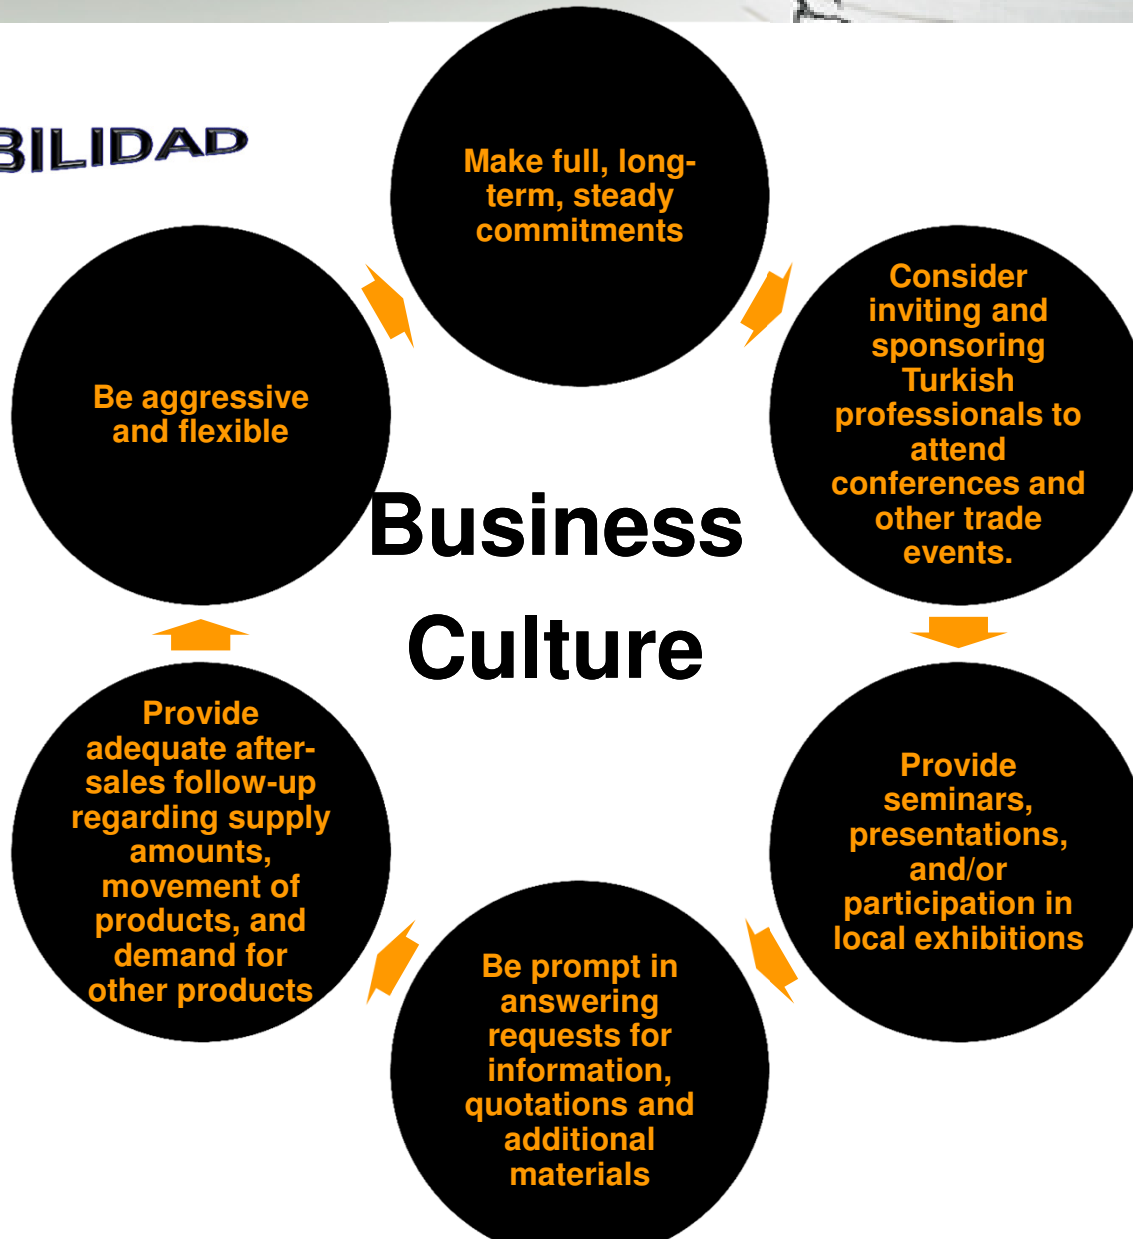 BILIDAD
Make full, long-
term, steady
commitments
Consider
inviting and
sponsoring
Turkish
professionals to
attend
conferences and
other trade
events.
Be aggressive
and flexible
Business
Culture
Provide
adequate after-
sales follow-up
regarding supply
amounts,
movement of
products, and
demand for
other products
Provide
seminars,
presentations,
and/or
participation in
local exhibitions
Be prompt in
answering
requests for
information,
quotations and
additional
materials